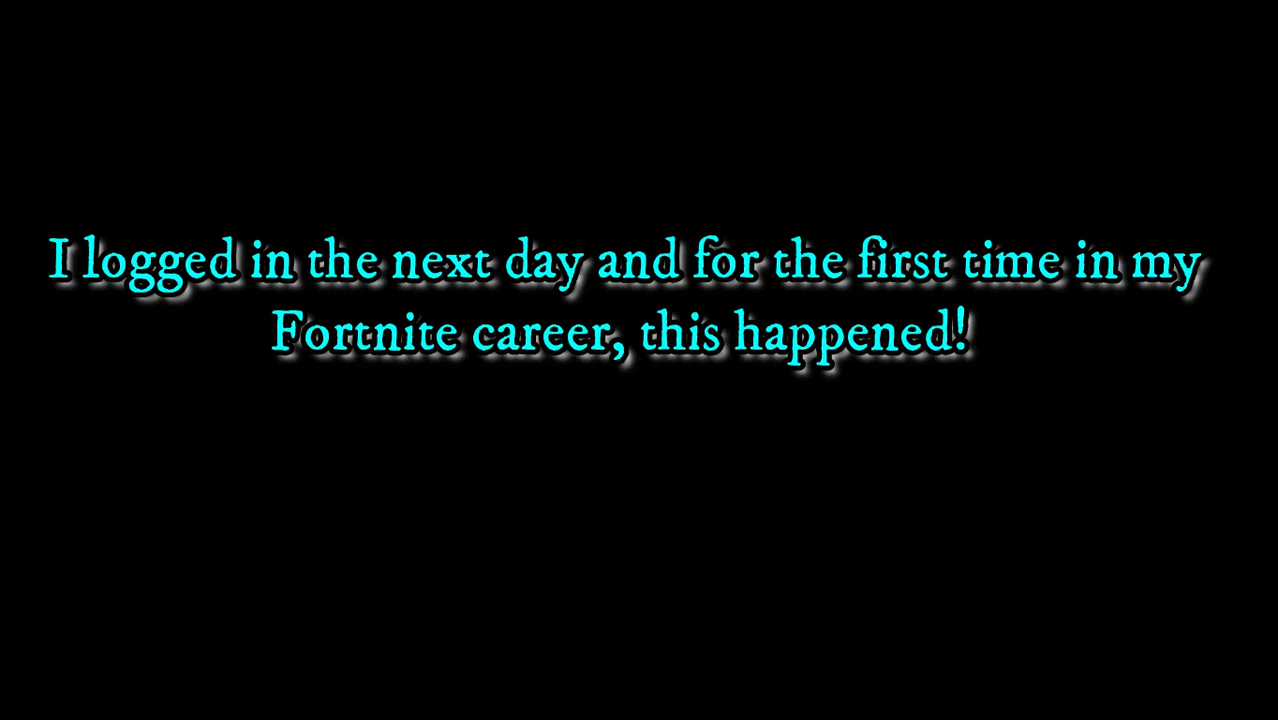 I logged in the next day and for the first time in my
Fortnite career, this happened!